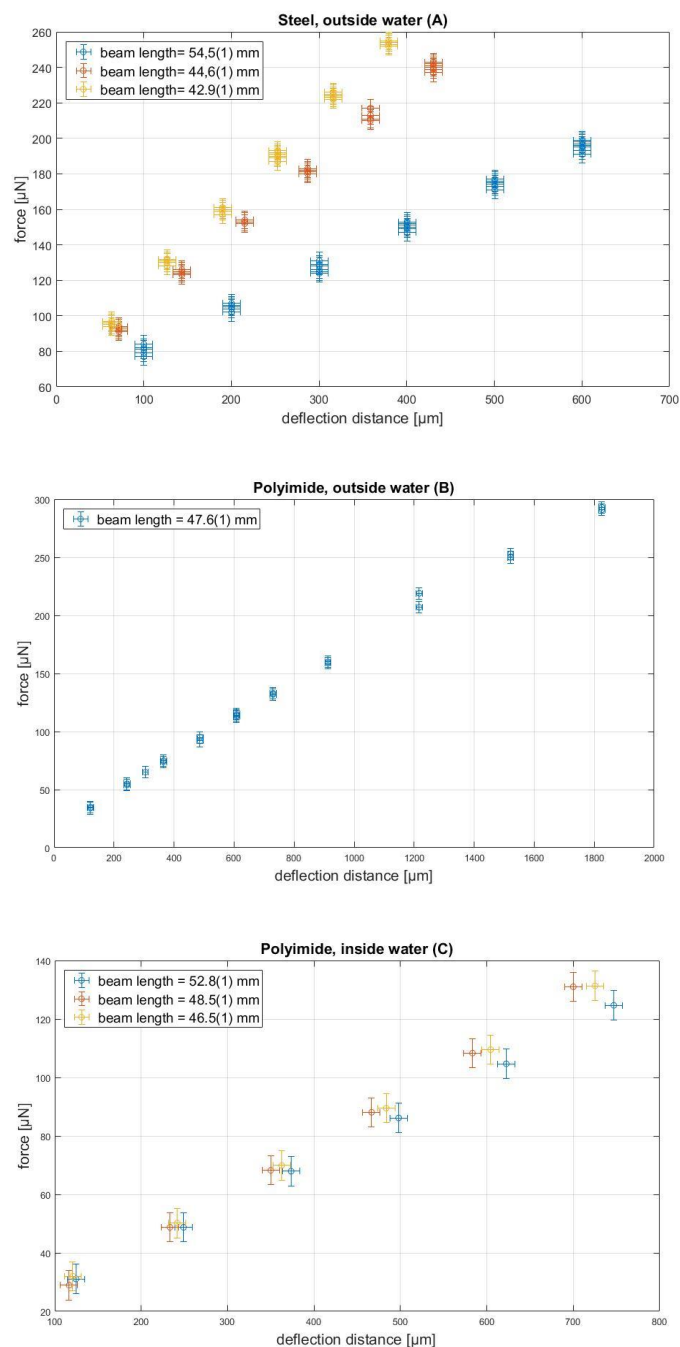 Steel, outside water (A)
260
240
220
200
180
160
140
120
100
80
60
force [µN]
beam length= 54,5(1) mm
beam length= 44,6(1) mm
beam length= 42.9(1) mm
0 100 200 300 400 500 600 700
deflection distance [µm]
Polyimide, outside water (B)
300
250
200
150
100
50
0
force [µN]
beam length = 47.6(1) mm
0 200 400 600 800 1000 1200 1400 1600 1800 2000
deflection distance [µm]
Polyimide, inside water (C)
140
120
100
80
60
40
20
force [µN]
beam length = 52.8(1) mm
beam length = 48.5(1) mm
beam length = 46.5(1) mm
100 200 300 400 500 600 700 800
deflection distance [µm]